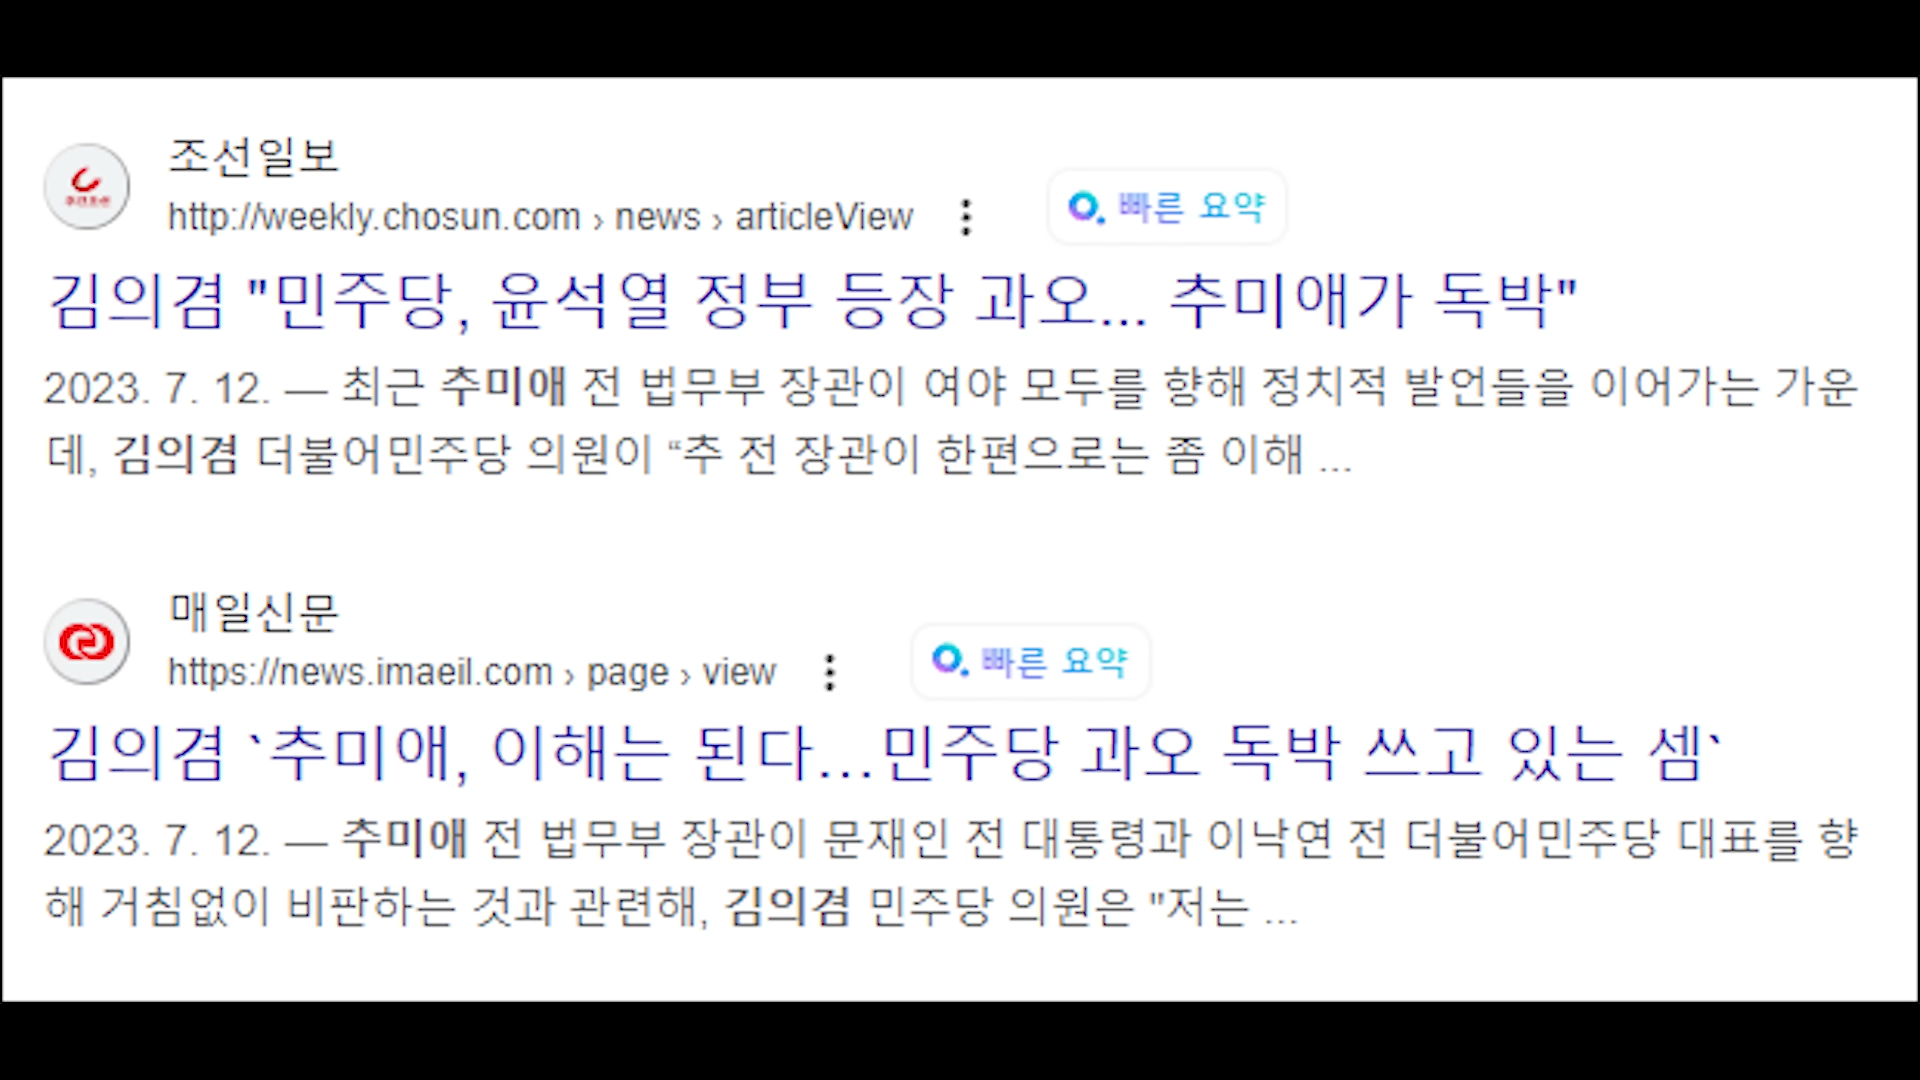 조선일보
http://weekly.chosun.com › news › articleView
빠른 요약
김의겸 "민주당, 윤석열 정부 등장 과오... 추미애가 독박"
2023. 7. 12. — 최근 추미애 전 법무부 장관이 여야 모두를 향해 정치적 발언들을 이어가는 가운
데, 김의겸 더불어민주당 의원이 “추 전 장관이 한편으로는 좀 이해 ...
매일신문
https://news.imaeil.com › page › view
빠른 요약
김의겸 `추미애, 이해는 된다…민주당 과오 독박 쓰고 있는 셈`
2023. 7. 12. — 추미애 전 법무부 장관이 문재인 전 대통령과 이낙연 전 더불어민주당 대표를 향
해 거침없이 비판하는 것과 관련해, 김의겸 민주당 의원은 "저는 ...